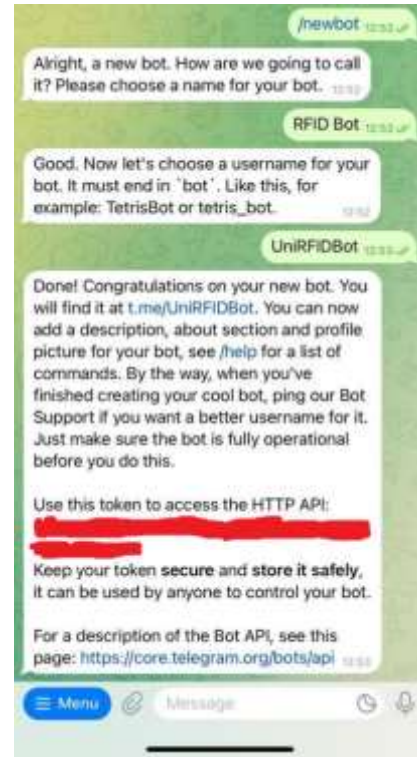 /newbot 12:52
Alright, a new bot. How are we going to call
it? Please choose a name for your bot. 12:52
RFID Bot 12:52
Good. Now let's choose a username for your
bot. It must end in `bot`. Like this, for
example: TetrisBot or tetris_bot.
UniRFIDBot 12:53
Done! Congratulations on your new bot. You
will find it at t.me/UniRFIDBot. You can now
add a description, about section and profile
picture for your bot, see /help for a list of
commands. By the way, when you've
finished creating your cool bot, ping our Bot
Support if you want a better username for it.
Just make sure the bot is fully operational
before you do this.
Use this token to access the HTTP API:
Keep your token secure and store it safely,
it can be used by anyone to control your bot.
For a description of the Bot API, see this
page: https://core.telegram.org/bots/api 12:53
Menu Message